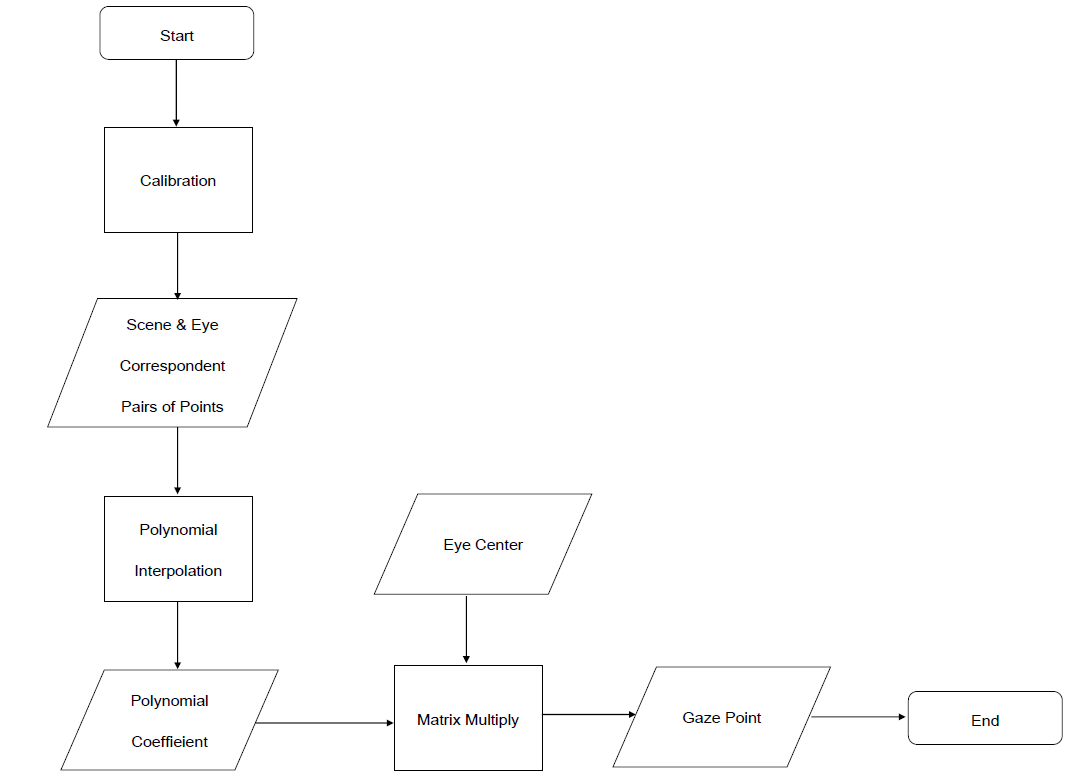 Start
Calibration
Scene & Eye
Correspondent
Pairs of Points
Polynomial
Interpolation
Eye Center
Polynomial
Coeffieient
Matrix Multiply
Gaze Point
End